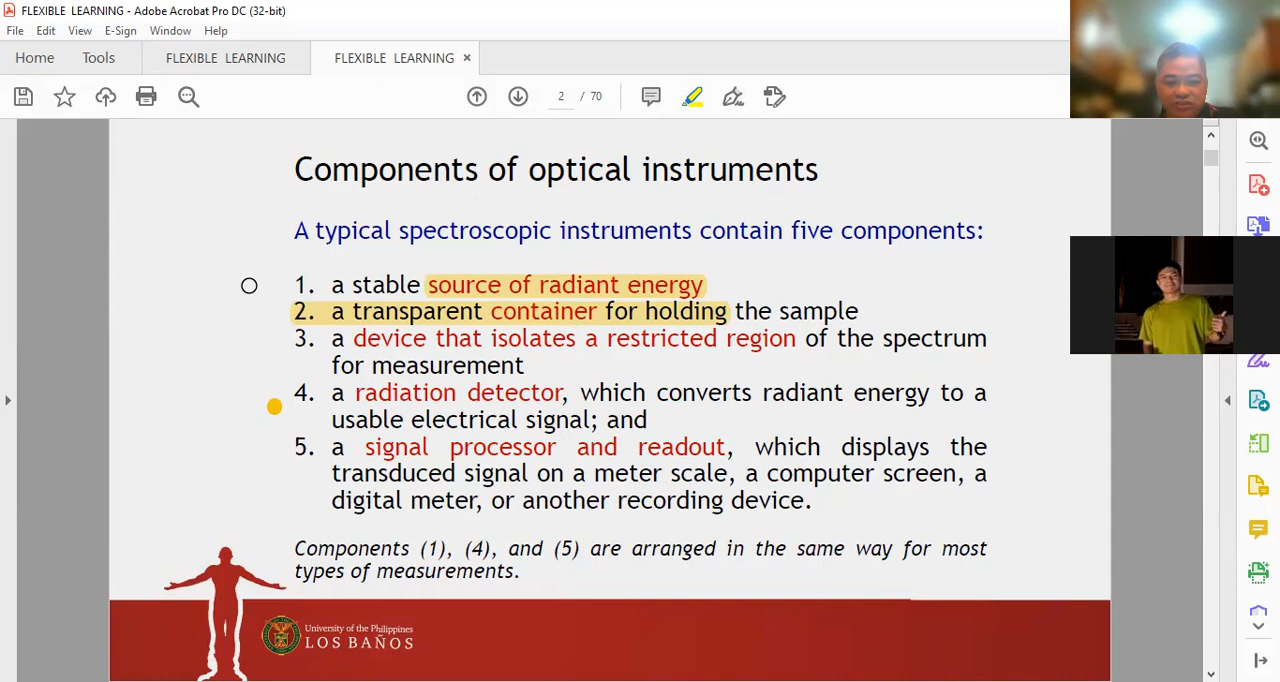 FLEXIBLE LEARNING - Adobe Acrobat Pro DC (32-bit)
File Edit View E-Sign Window Help
Home Tools FLEXIBLE LEARNING FLEXIBLE LEARNING ×
2 / 70
Components of optical instruments
A typical spectroscopic instruments contain five components:
1. a stable source of radiant energy
2. a transparent container for holding the sample
3. a device that isolates a restricted region of the spectrum
for measurement
4. a radiation detector, which converts radiant energy to a
usable electrical signal; and
5. a signal processor and readout, which displays the
transduced signal on a meter scale, a computer screen, a
digital meter, or another recording device.
Components (1), (4), and (5) are arranged in the same way for most
types of measurements.
University of the Philippines
LOS BAÑOS